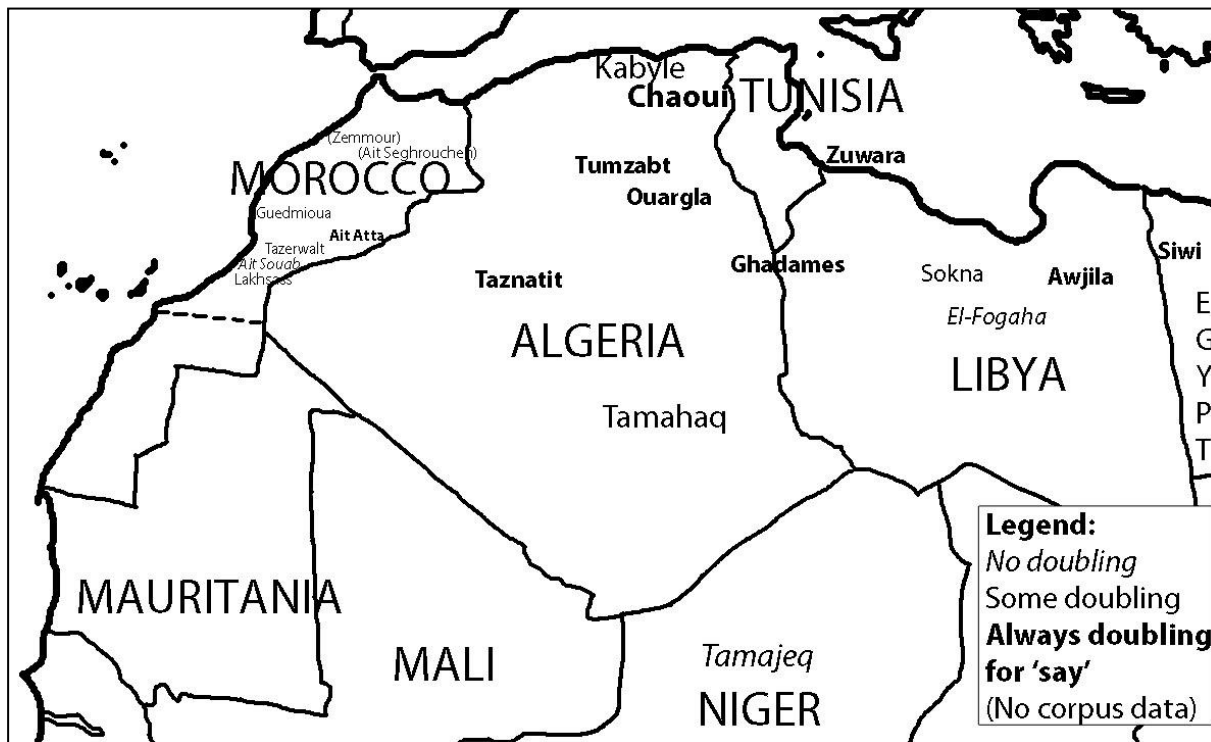 Kabyle
Chaoui
TUNISIA
(Zemmour)
(Ait Seghrouchen)
MOROCCO
Tumzabt
Zuwara
Ouargla
Guedmioua
Ait Atta
Tazerwalt
Ait Souab
Lakhsass
Taznatit
Ghadames
Sokna
Awjila
Siwi
El-Fogaha
ALGERIA
LIBYA
E
G
Y
P
T
Tamahaq
Legend:
No doubling
Some doubling
Always doubling
for ‘say’
(No corpus data)
MAURITANIA
MALI
Tamajeq
NIGER